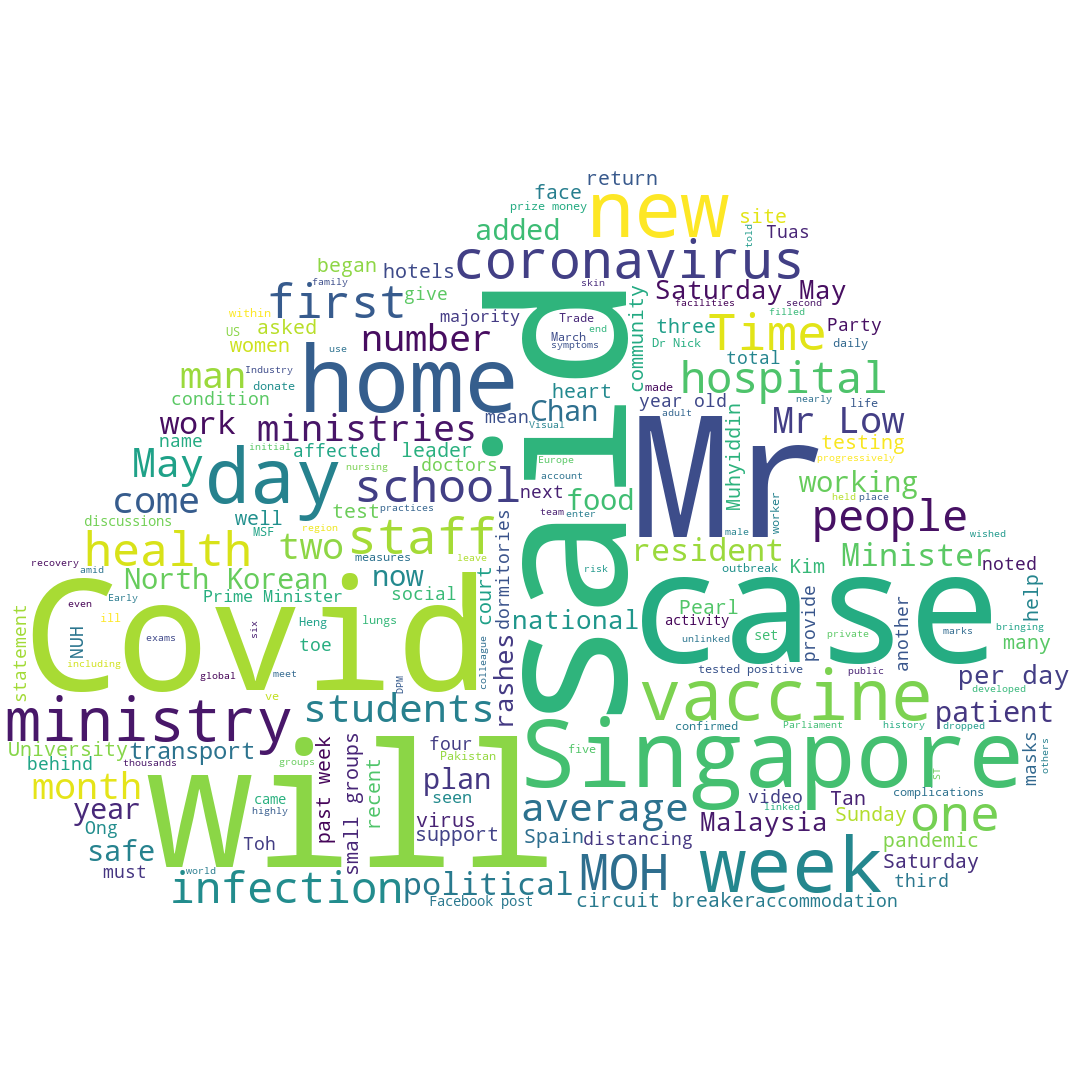 return
face
prize money
new
site
told
added
Tuas
coronavirus
began
hotels
skin
family
Saturday May
first
give
facilities
second
within
majority
Trade
filled
US
asked
number
end
community
three
Time
Party
women
use
March
Dr Nick
daily
symptoms
total
man
Industry
home
said
hospital
donate
heart
condition
made
nearly
year old
life
work
ministries
mean
Chan
Mr
adult
Mr Low
name
Visual
Muhyiddin
testing
initial
affected
leader
May
day
nursing
doctors
Europe
progressively
school
account
working
come
practices
next
food
held
place
team
enter
people
discussions
well
test
worker
MSF
region
staff
male
wished
health
two
measures
leave
dormitories
resident
Minister
noted
recovery
amid
risk
outbreak
Kim
North Korean
now
court
case
help
Early
Prime Minister
social
Covid
even
national
Pearl
provide
another
statement
NUH
ill
six
Heng
lungs
activity
private
bringing
exams
toe
unlinked
set
marks
many
including
global
meet
colleague
rashes
tested positive
public
per day
DPM
developed
ve
vaccine
ministry
students
patient
confirmed
Parliament
history
dropped
University
transport
will
past week
small groups
recent
four
Singapore
masks
others
behind
thousands
groups
Pakistan
five
month
plan
ST
complications
came
seen
video
Tan
year
highly
average
linked
Sunday
one
Ong
virus
Malaysia
safe
Toh
support
Spain
distancing
pandemic
must
world
MOH
week
Saturday
infection
political
third
Facebook post
circuit breaker
accommodation